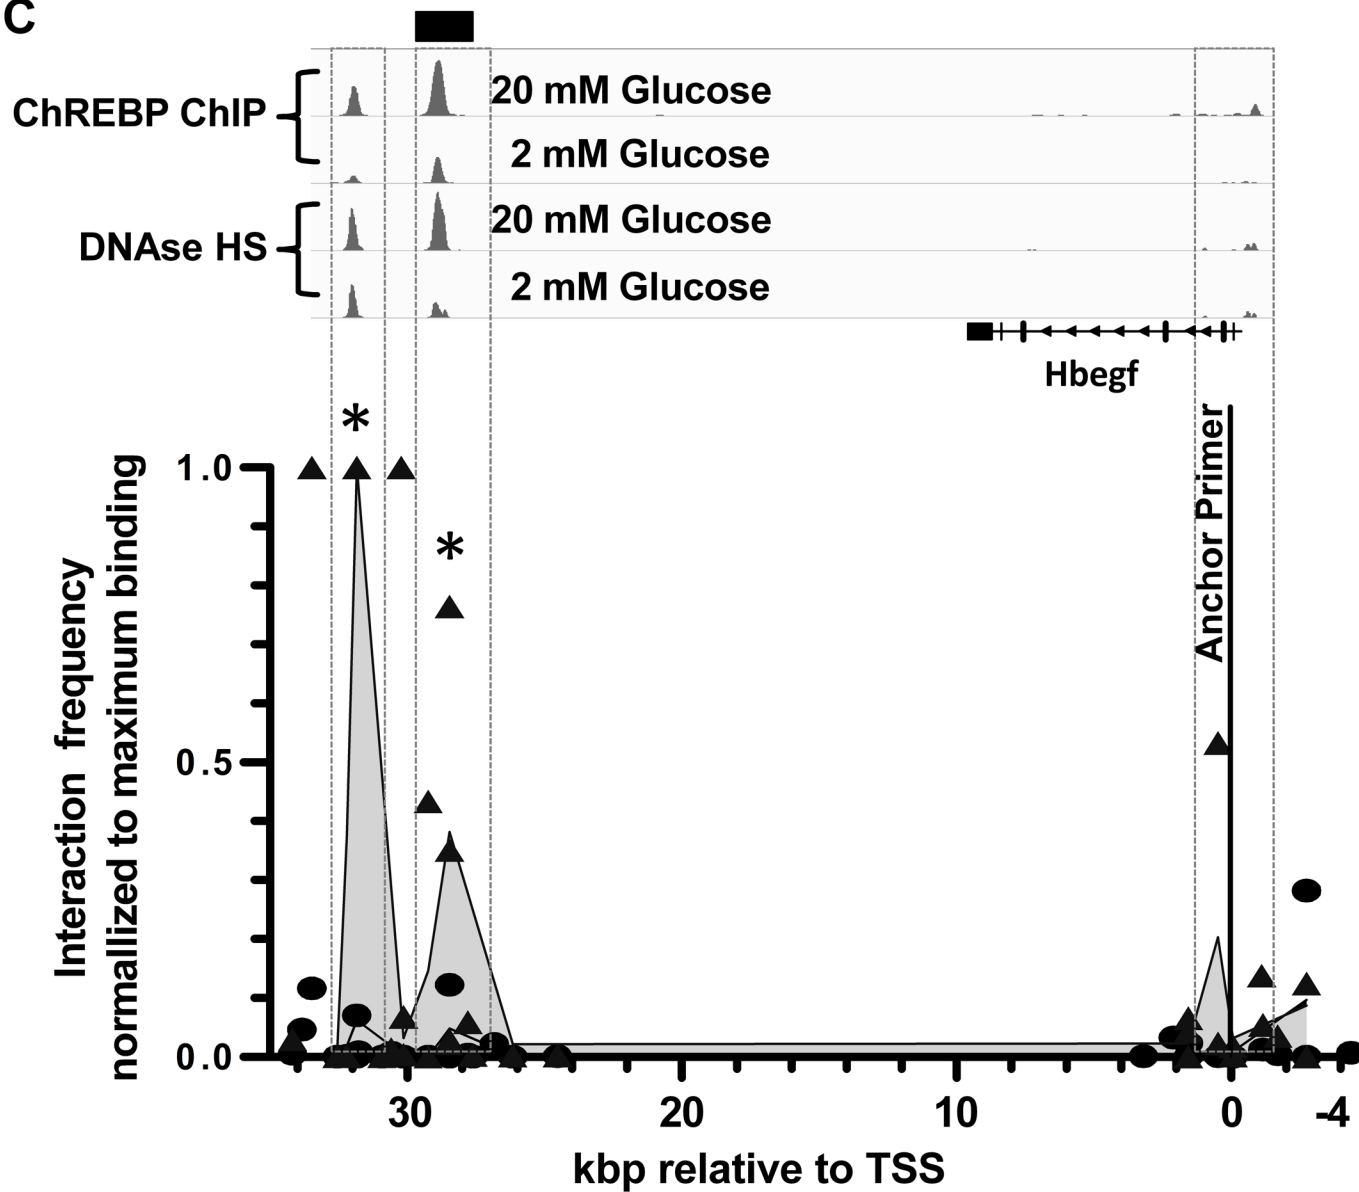 C
ChREBP ChIP
20 mM Glucose
2 mM Glucose
DNAse HS
20 mM Glucose
2 mM Glucose
Hbegf
*
*
Anchor Primer
Interaction frequency
normallized to maximum binding
1.0
0.5
0.0
30 20 10 0 -4
kbp relative to TSS